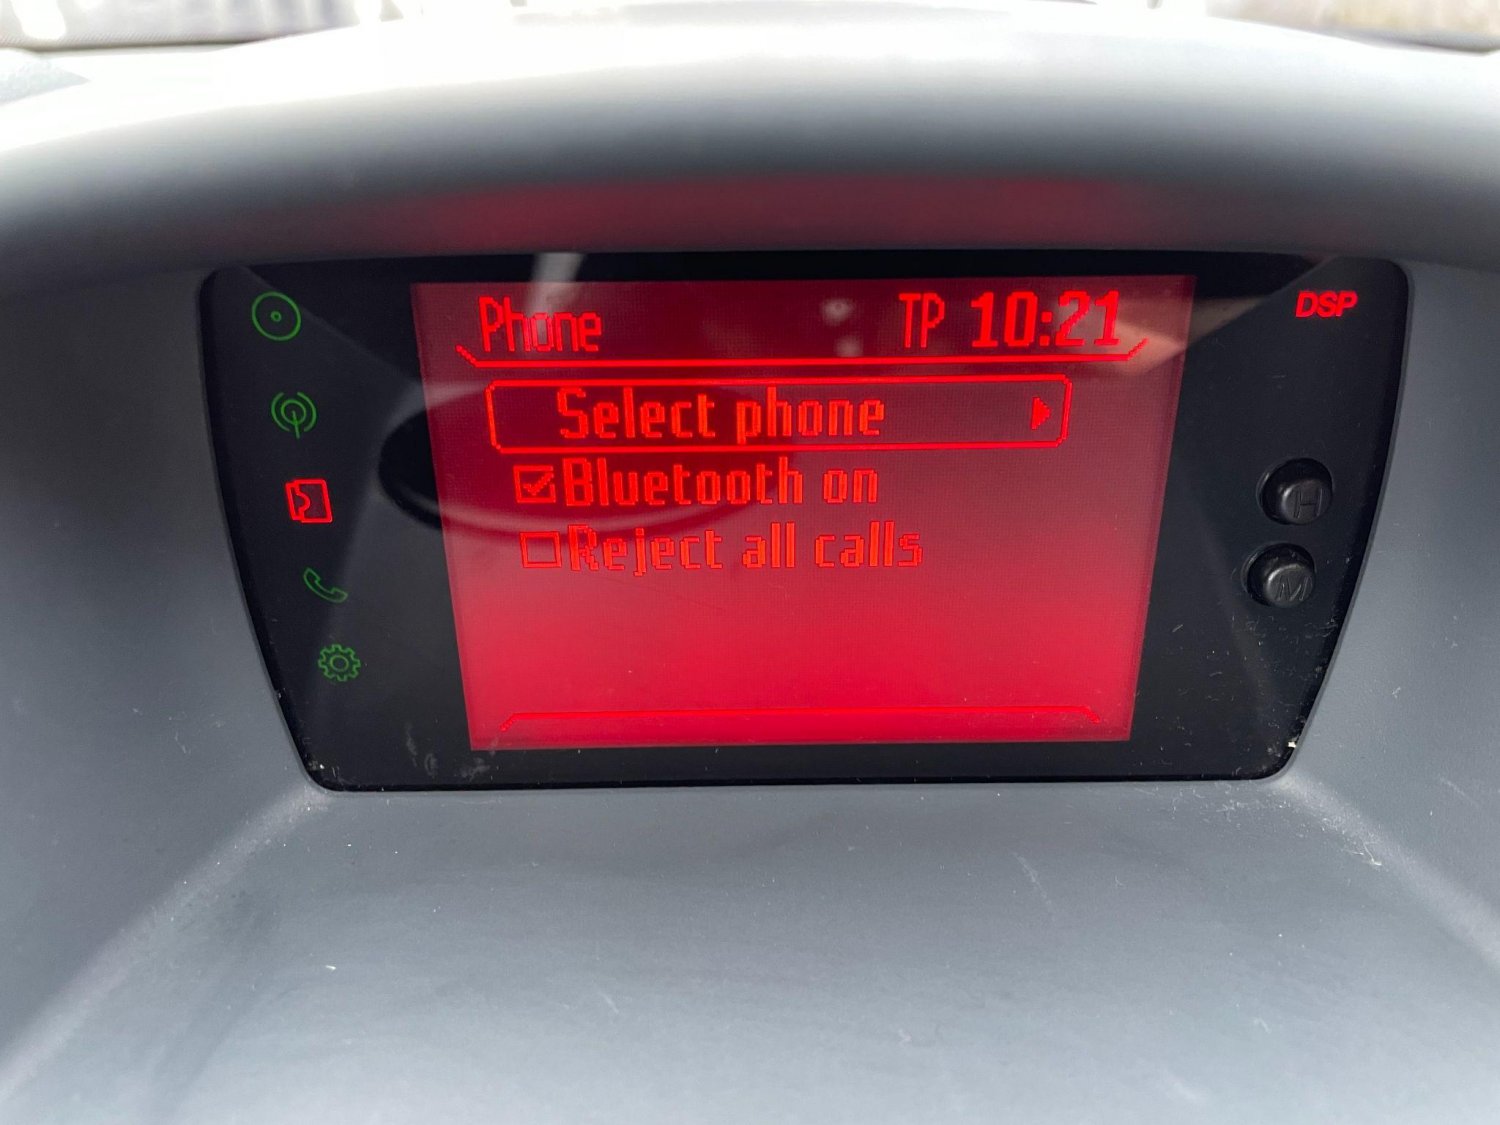 Phone TP 10:21
DSP
Select phone
Bluetooth on
Reject all calls
H
M